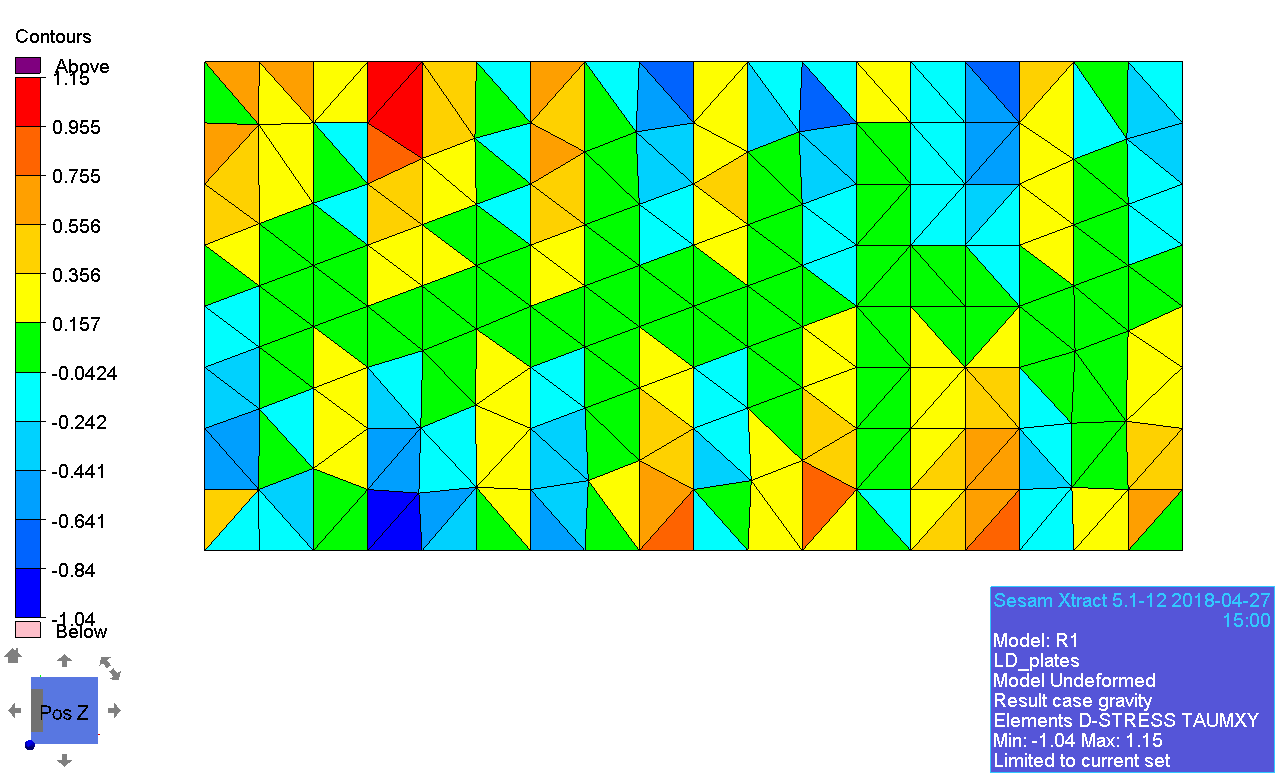 Contours
Above
1.15
0.955
0.755
0.556
0.356
0.157
-0.0424
-0.242
-0.441
-0.641
-0.84
-1.04
Below
Pos Z
Sesam Xtract 5.1-12 2018-04-27
15:00
Model: R1
LD_plates
Model Undeformed
Result case gravity
Elements D-STRESS TAUMXY
Min: -1.04 Max: 1.15
Limited to current set